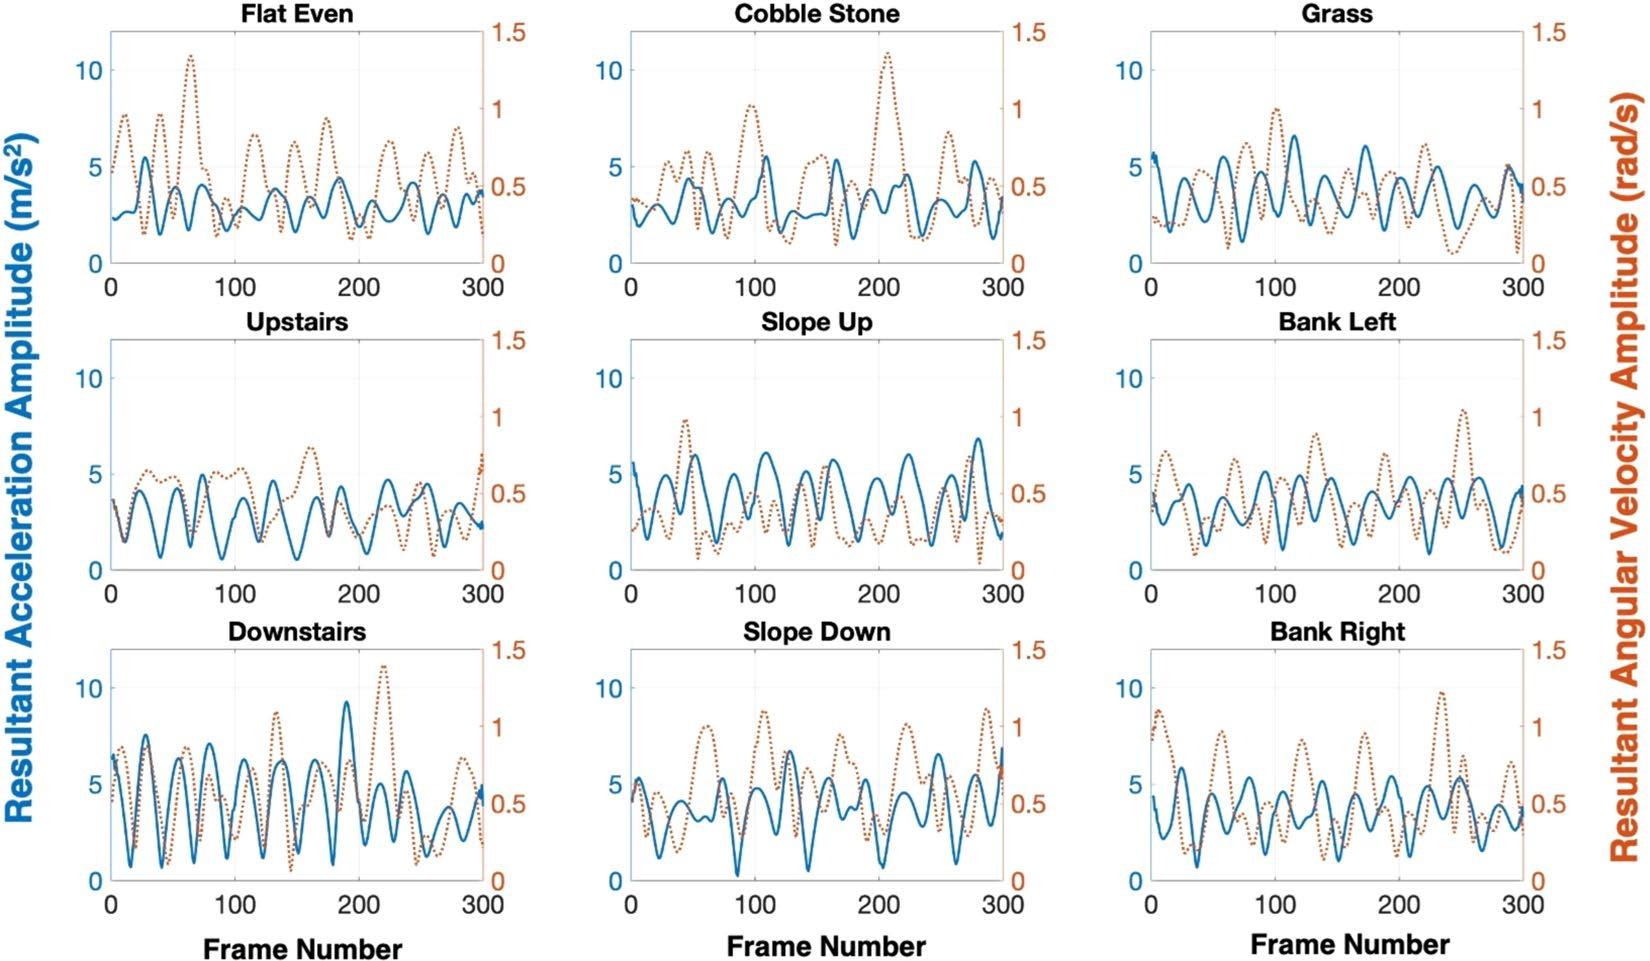 Resultant Acceleration Amplitude (m/s²)
Flat Even
10
5
0
1.5
1
0.5
0
0 100 200 300
Cobble Stone
10
5
0
1.5
1
0.5
0
0 100 200 300
Grass
10
5
0
1.5
1
0.5
0
0 100 200 300
Upstairs
10
5
0
1.5
1
0.5
0
0 100 200 300
Slope Up
10
5
0
1.5
1
0.5
0
0 100 200 300
Bank Left
10
5
0
1.5
1
0.5
0
0 100 200 300
Downstairs
10
5
0
1.5
1
0.5
0
0 100 200 300
Frame Number
Slope Down
10
5
0
1.5
1
0.5
0
0 100 200 300
Frame Number
Bank Right
10
5
0
1.5
1
0.5
0
0 100 200 300
Frame Number
Resultant Angular Velocity Amplitude (rad/s)